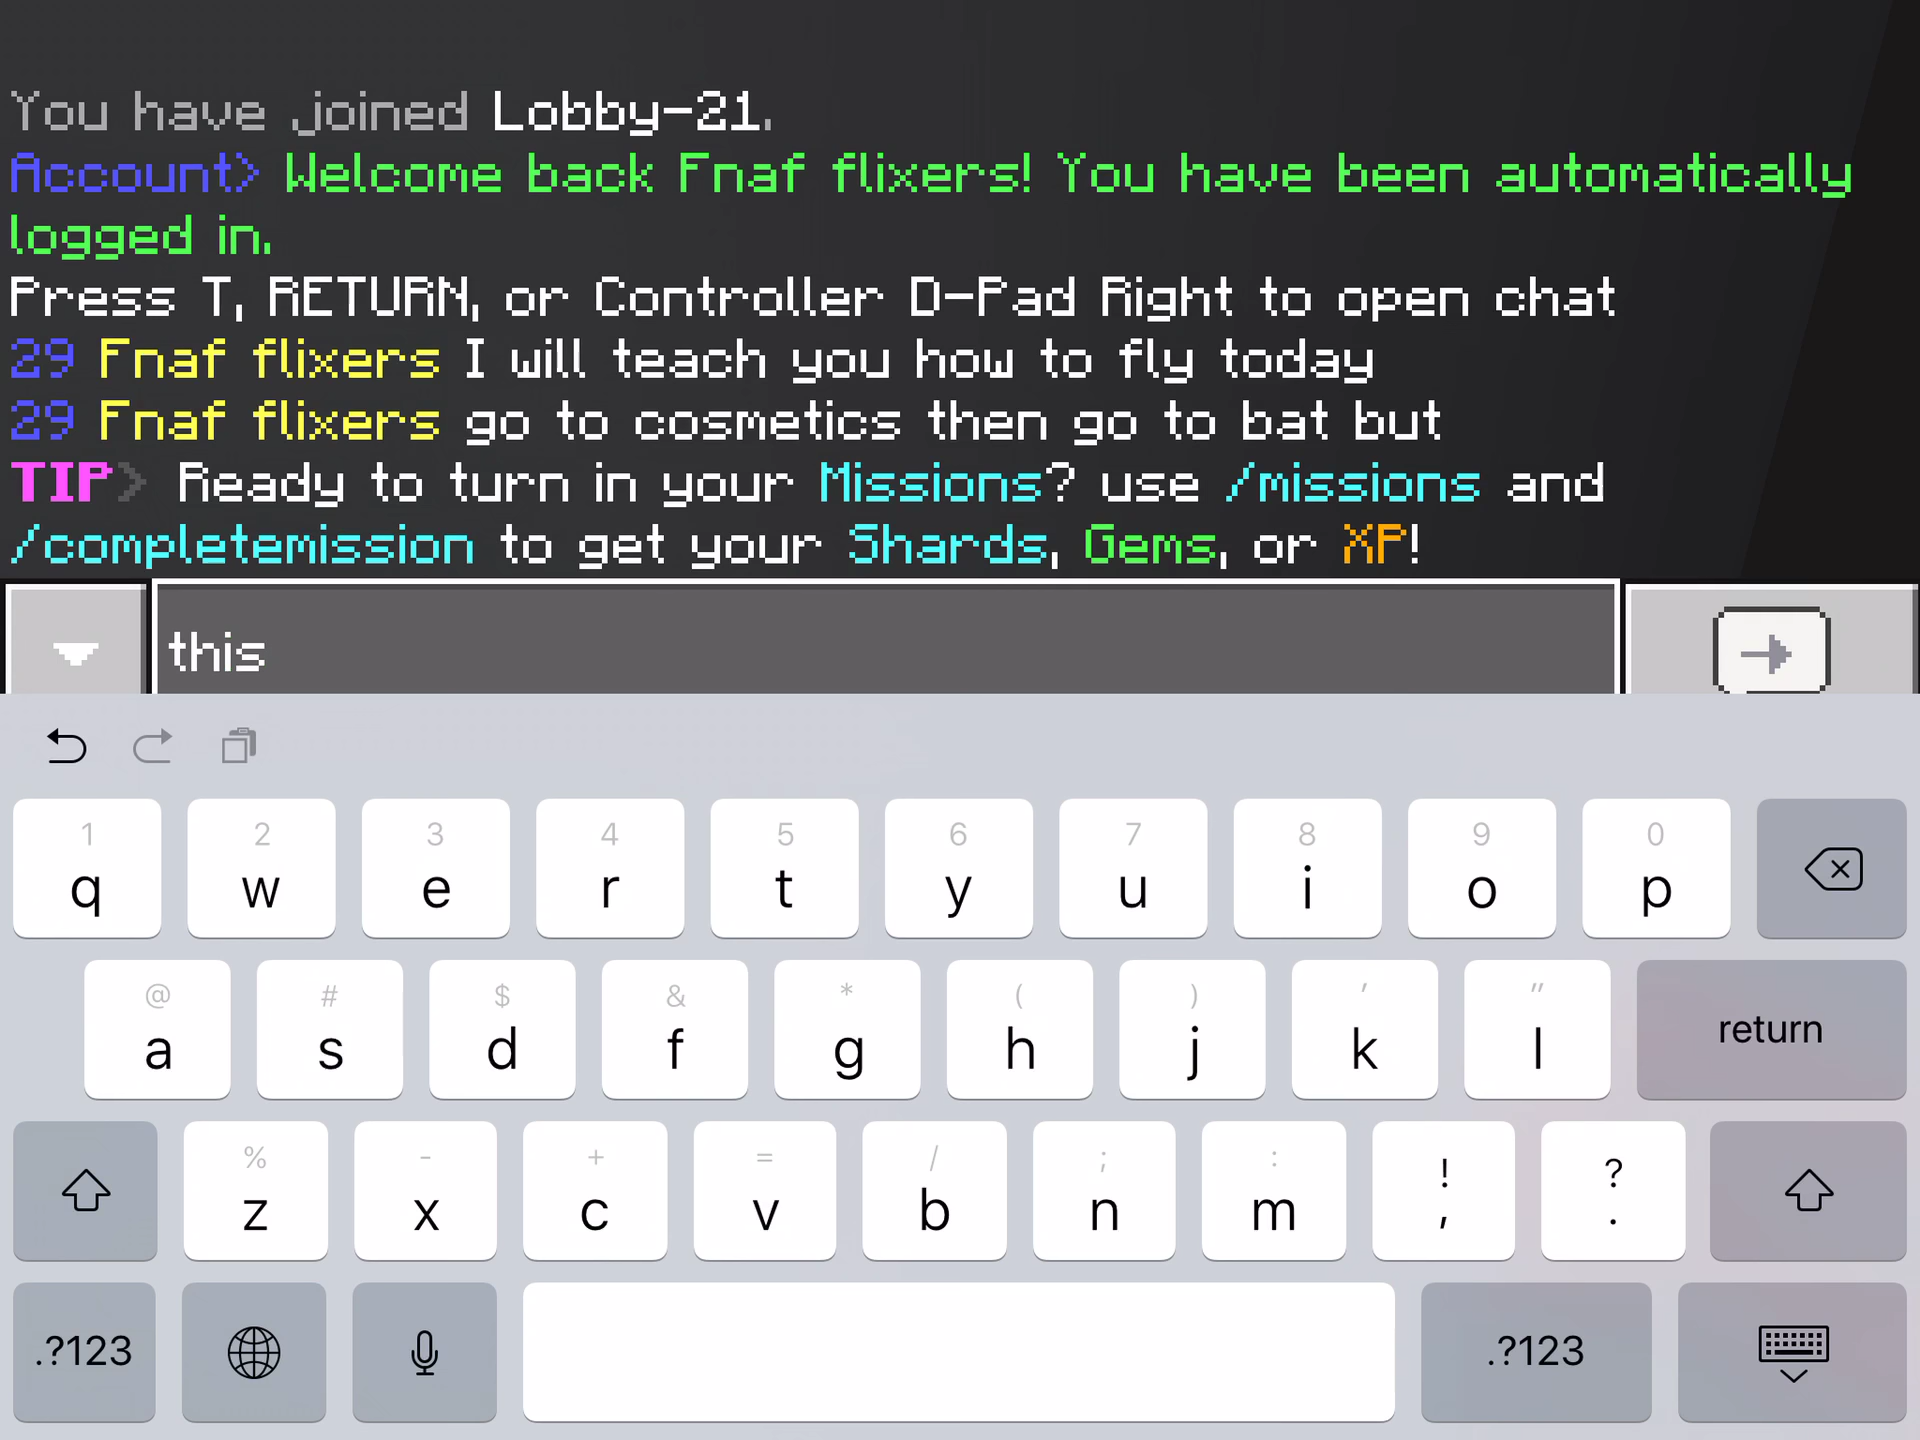 You have joined Lobby-21.
Account> Welcome back Fnaf flixers! You have been automatically
logged in.
Press T, RETURN, or Controller D-Pad Right to open chat
29 Fnaf flixers I will teach you how to fly today
29 Fnaf flixers go to cosmetics then go to bat but
TIP> Ready to turn in your Missions? use /missions and
/completemission to get your Shards, Gems, or XP!
this
1 2 3 4 5 6 7 8 9 0
q w e r t y u i o p
@ # $ & * ( ) ' "
a s d f g h j k l return
% - + = / ; : ! ?
z x c v b n m , .
.?123 .?123